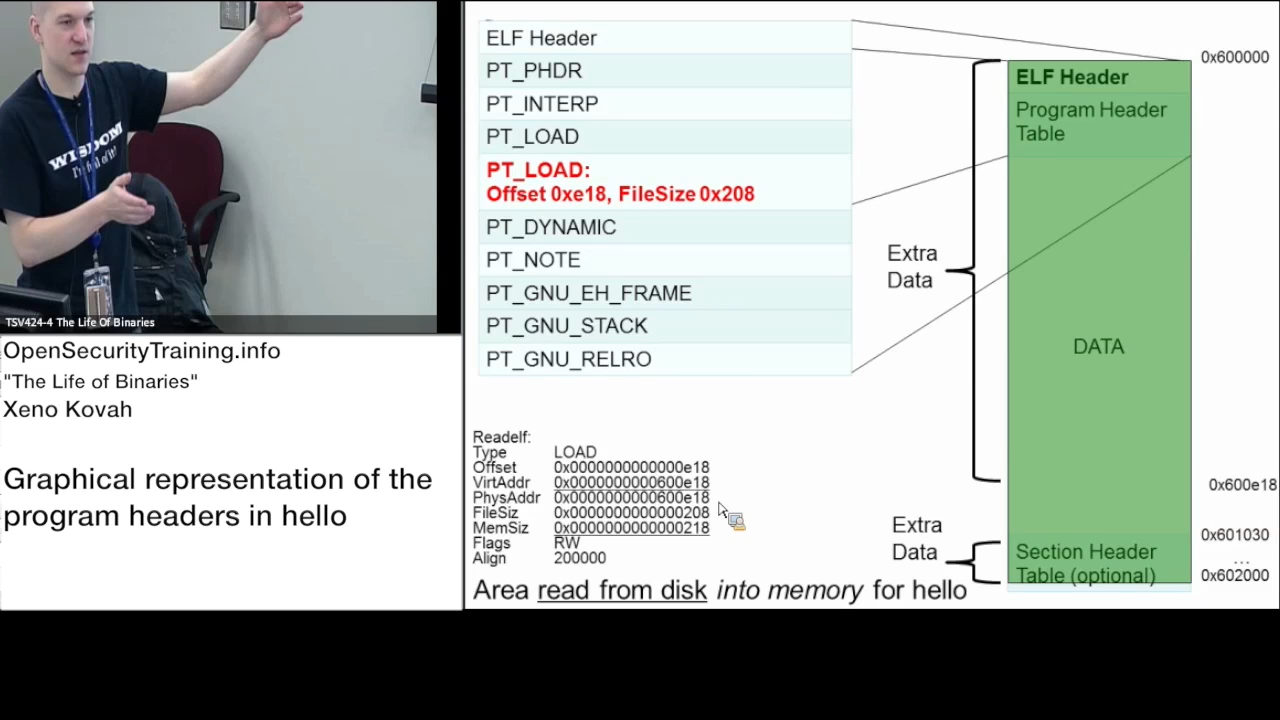 WISDOM
I'm full of it!
TSV424-4 The Life Of Binaries
OpenSecurityTraining.info
"The Life of Binaries"
Xeno Kovah
Graphical representation of the
program headers in hello
ELF Header
PT_PHDR
PT_INTERP
PT_LOAD
PT_LOAD:
Offset 0xe18, FileSize 0x208
PT_DYNAMIC
PT_NOTE
PT_GNU_EH_FRAME
PT_GNU_STACK
PT_GNU_RELRO
Readelf:
Type LOAD
Offset 0x0000000000000e18
VirtAddr 0x0000000000600e18
PhysAddr 0x0000000000600e18
FileSiz 0x0000000000000208
MemSiz 0x0000000000000218
Flags RW
Align 200000
Area read from disk into memory for hello
Extra
Data
Extra
Data
ELF Header
Program Header
Table
DATA
Section Header
Table (optional)
0x600000
0x600e18
0x601030
...
0x602000